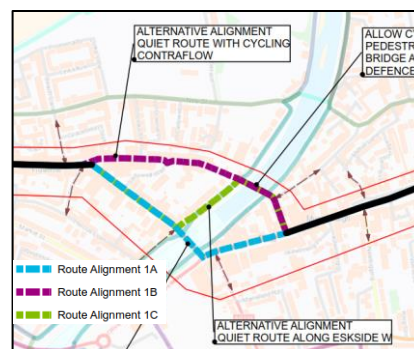 ALTERNATIVE ALIGNMENT
QUIET ROUTE WITH CYCLING
CONTRAFLOW
ALLOW CY
PEDESTR
BRIDGE A
DEFENCE
Route Alignment 1A
Route Alignment 1B
Route Alignment 1C
ALTERNATIVE ALIGNMENT
QUIET ROUTE ALONG ESKSIDE W